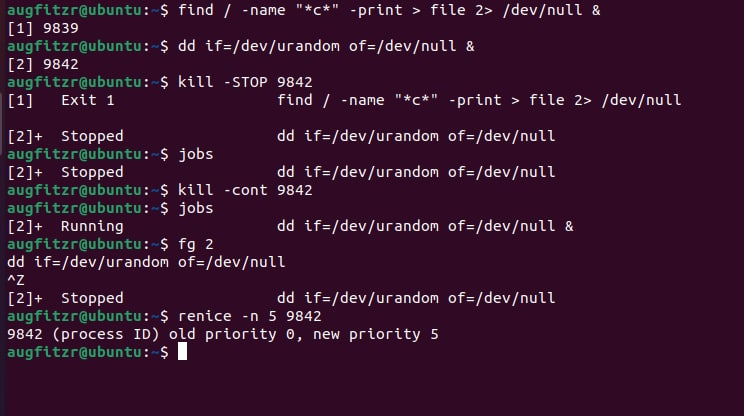 augfitzr@ubuntu:~$ find / -name "*c*" -print > file 2> /dev/null &
[1] 9839
augfitzr@ubuntu:~$ dd if=/dev/urandom of=/dev/null &
[2] 9842
augfitzr@ubuntu:~$ kill -STOP 9842
[1]   Exit 1                  find / -name "*c*" -print > file 2> /dev/null
[2]+  Stopped                 dd if=/dev/urandom of=/dev/null
augfitzr@ubuntu:~$ jobs
[2]+  Stopped                 dd if=/dev/urandom of=/dev/null
augfitzr@ubuntu:~$ kill -cont 9842
augfitzr@ubuntu:~$ jobs
[2]+  Running                 dd if=/dev/urandom of=/dev/null &
augfitzr@ubuntu:~$ fg 2
dd if=/dev/urandom of=/dev/null
^Z
[2]+  Stopped                 dd if=/dev/urandom of=/dev/null
augfitzr@ubuntu:~$ renice -n 5 9842
9842 (process ID) old priority 0, new priority 5
augfitzr@ubuntu:~$